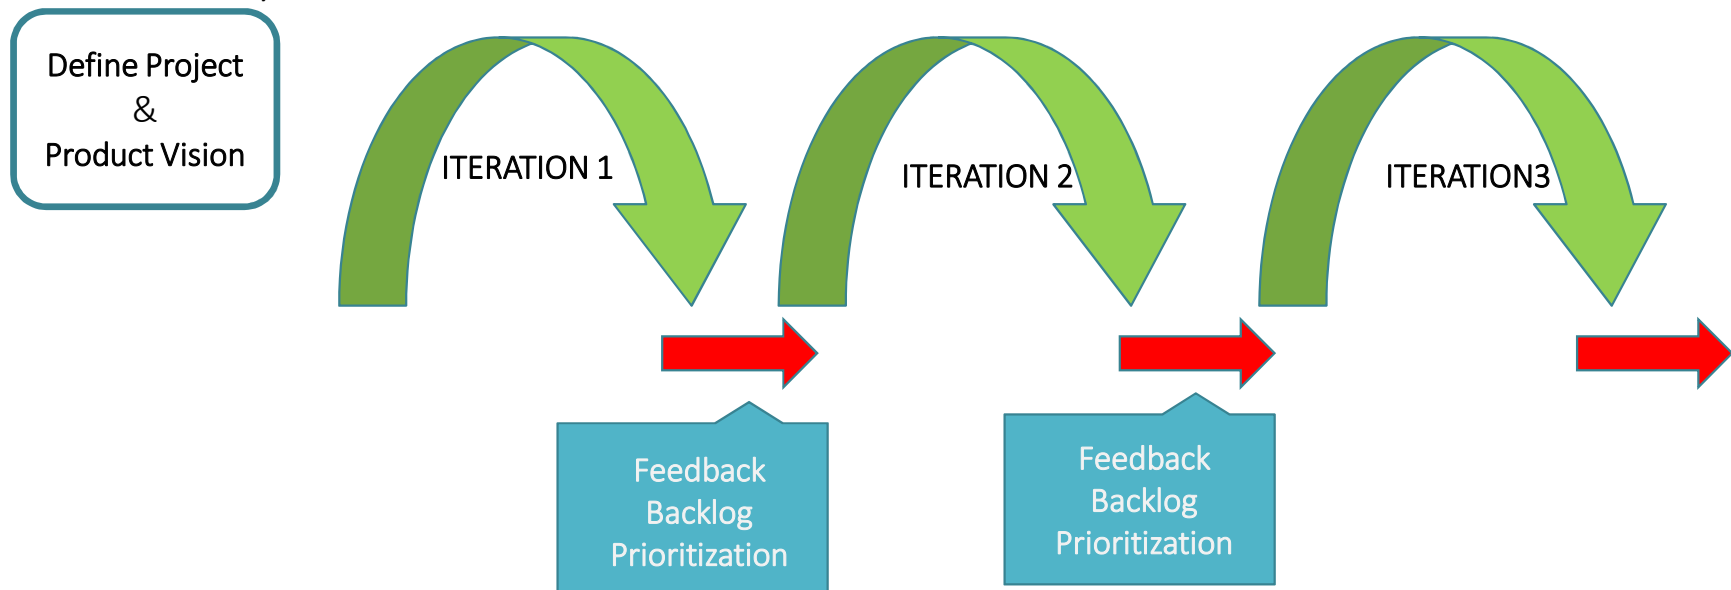 Define Project
&
Product Vision
ITERATION 1
ITERATION 2
ITERATION3
Feedback
Backlog
Prioritization
Feedback
Backlog
Prioritization